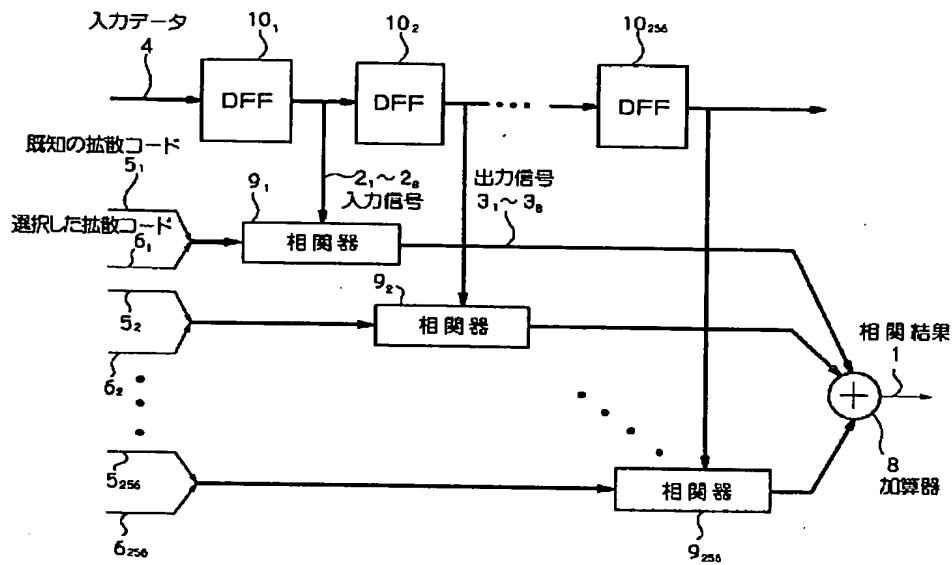 入力データ
4
10₁
10₂
10₂₅₆
DFF
DFF
DFF
既知の拡散コード
5₁
選択した拡散コード
6₁
9₁
2₁～2₈
入力信号
出力信号
3₁～3₈
相関器
5₂
6₂
9₂
相関器
相関結果
1
+
8
加算器
5₂₅₆
6₂₅₆
相関器
9₂₅₆